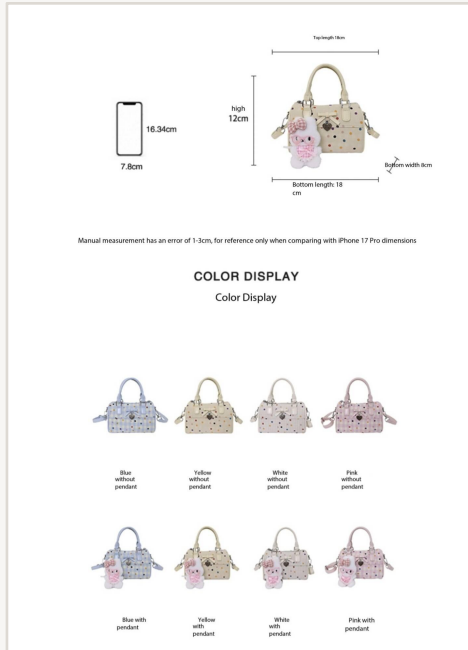 Top length 18cm
high
12cm
16.34cm
7.8cm
Bottom width 8cm
Bottom length: 18
cm
Manual measurement has an error of 1-3cm, for reference only when comparing with iPhone 17 Pro dimensions
COLOR DISPLAY
Color Display
Blue
without
pendant
Yellow
without
pendant
White
without
pendant
Pink
without
pendant
Blue with
pendant
Yellow
with
pendant
White
with
pendant
Pink with
pendant